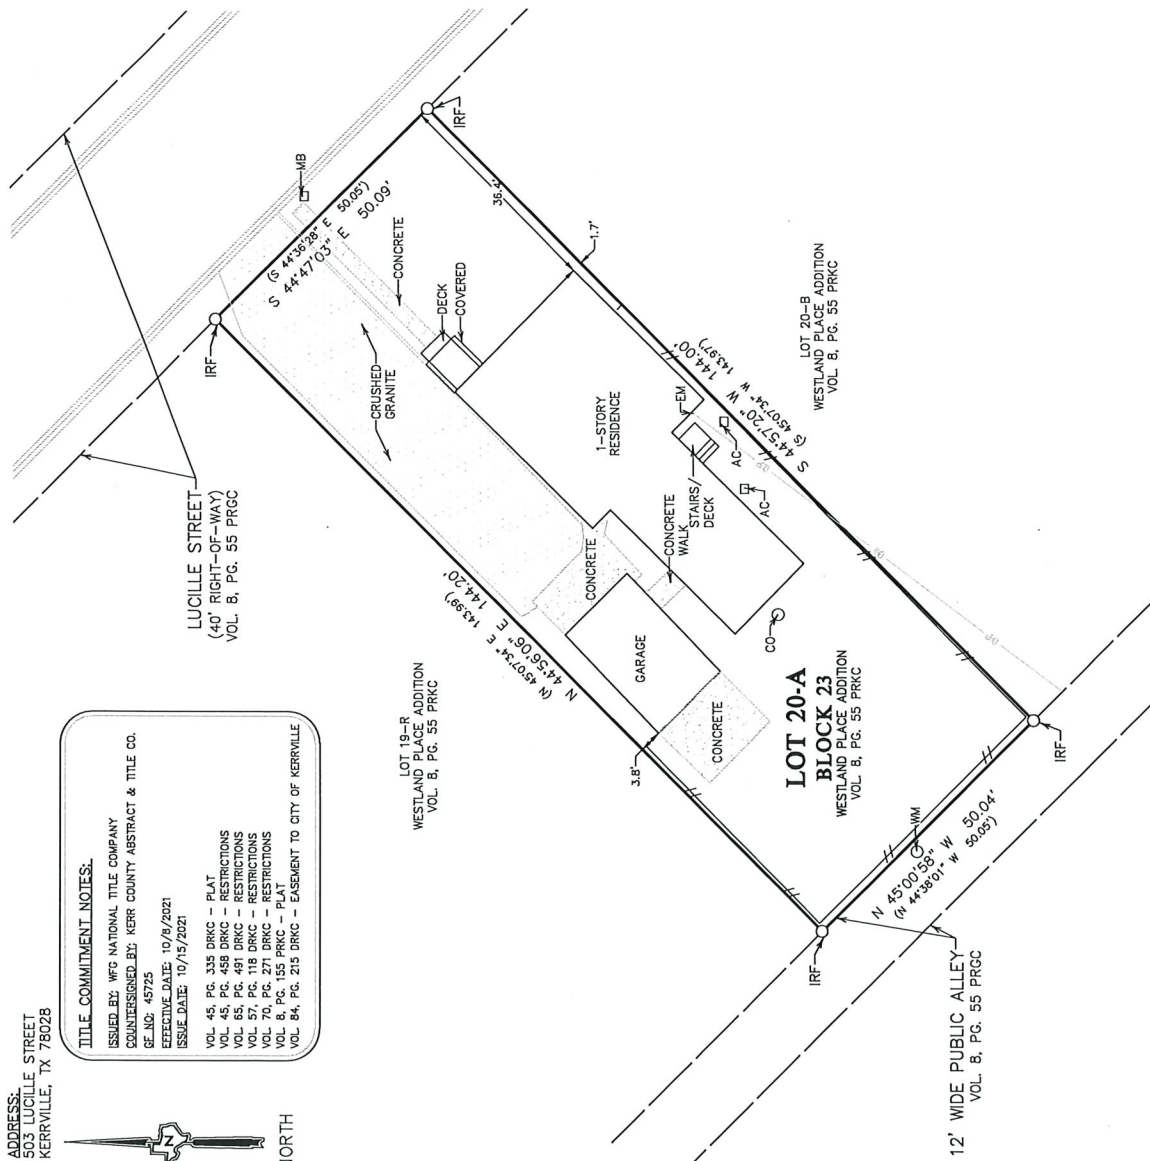 ADDRESS:
503 LUCILLE STREET
KERRVILLE, TX 78028
NORTH
Z
TITLE COMMITMENT NOTES:
ISSUED BY: WFG NATIONAL TITLE COMPANY
COUNTERSIGNED BY: KERR COUNTY ABSTRACT & TITLE CO.
GF NO: 45725
EFFECTIVE DATE: 10/8/2021
ISSUE DATE: 10/15/2021
VOL. 45, PG. 335 DRKC - PLAT
VOL. 45, PG. 458 DRKC - RESTRICTIONS
VOL. 65, PG. 491 DRKC - RESTRICTIONS
VOL. 57, PG. 118 DRKC - RESTRICTIONS
VOL. 70, PG. 271 DRKC - RESTRICTIONS
VOL. 8, PG. 155 PRKC - PLAT
VOL. 84, PG. 215 DRKC - EASEMENT TO CITY OF KERRVILLE
LUCILLE STREET
(40' RIGHT-OF-WAY)
VOL. 8, PG. 55 PRGC
IRF
MB
IRF
(S 44°36'28" E 50.05')
S 44°47'03" E 50.09'
CONCRETE
DECK
COVERED
CRUSHED
GRANITE
36.4'
1.7'
1-STORY
RESIDENCE
LOT 20-B
WESTLAND PLACE ADDITION
VOL. 8, PG. 55 PRKC
S 44°57'20" W 144.00'
(S 45°07'34" W 143.97')
EM
AC
AC
STAIRS/
DECK
CONCRETE
WALK
CONCRETE
GARAGE
CONCRETE
CO
N 44°56'06" E 144.20'
(N 45°07'34" E 143.99')
LOT 19-R
WESTLAND PLACE ADDITION
VOL. 8, PG. 55 PRKC
3.8'
LOT 20-A
BLOCK 23
WESTLAND PLACE ADDITION
VOL. 8, PG. 55 PRKC
WM
N 45°00'58" W 50.04'
(N 44°38'01" W 50.05')
IRF
IRF
12' WIDE PUBLIC ALLEY
VOL. 8, PG. 55 PRGC